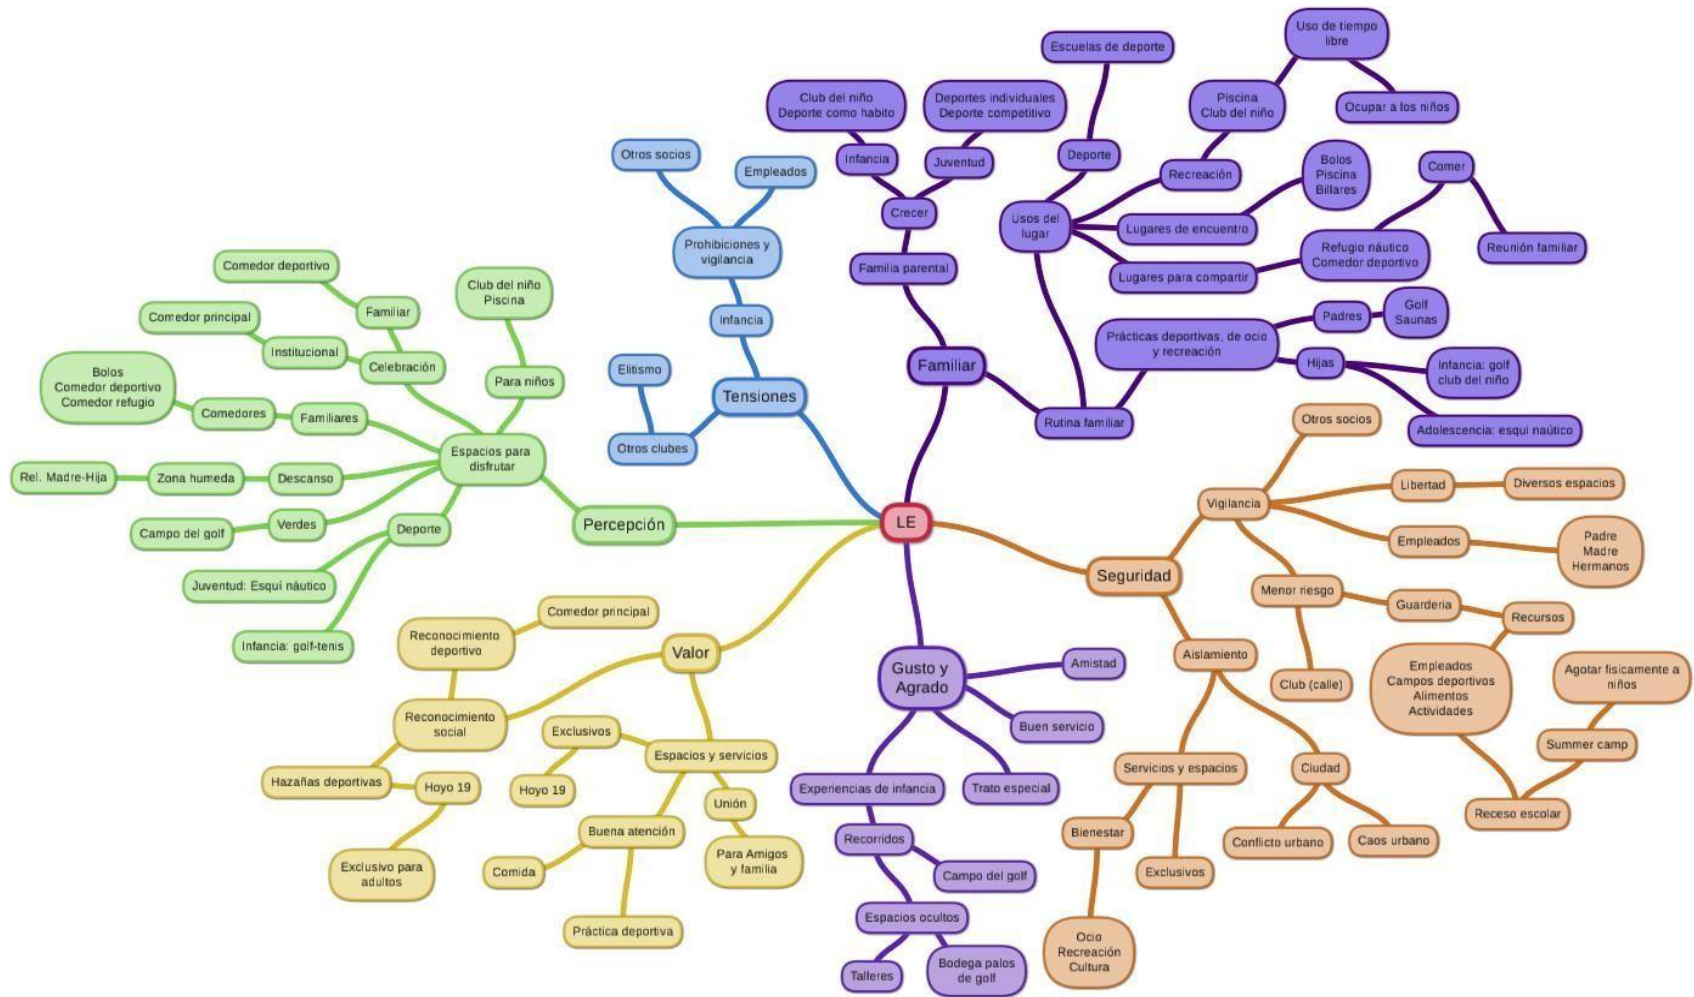 LE
Familiar
Familia parental
Crecer
Infancia
Club del niño
Deporte como habito
Juventud
Deportes individuales
Deporte competitivo
Rutina familiar
Usos del
lugar
Deporte
Escuelas de deporte
Recreación
Piscina
Club del niño
Uso de tiempo
libre
Ocupar a los niños
Lugares de encuentro
Bolos
Piscina
Billares
Lugares para compartir
Refugio náutico
Comedor deportivo
Comer
Reunión familiar
Prácticas deportivas, de ocio
y recreación
Padres
Golf
Saunas
Hijas
Infancia: golf
club del niño
Adolescencia: esqui naútico
Seguridad
Vigilancia
Otros socios
Libertad
Diversos espacios
Empleados
Padre
Madre
Hermanos
Menor riesgo
Club (calle)
Guarderia
Recursos
Empleados
Campos deportivos
Alimentos
Actividades
Receso escolar
Summer camp
Agotar fisicamente a
niños
Aislamiento
Servicios y espacios
Bienestar
Ocio
Recreación
Cultura
Exclusivos
Ciudad
Conflicto urbano
Caos urbano
Gusto y
Agrado
Amistad
Buen servicio
Trato especial
Experiencias de infancia
Recorridos
Campo del golf
Espacios ocultos
Talleres
Bodega palos
de golf
Valor
Reconocimiento
social
Reconocimiento
deportivo
Comedor principal
Hazañas deportivas
Hoyo 19
Exclusivo para
adultos
Espacios y servicios
Exclusivos
Hoyo 19
Unión
Para Amigos
y familia
Buena atención
Comida
Práctica deportiva
Percepción
Espacios para
disfrutar
Para niños
Club del niño
Piscina
Celebración
Familiar
Comedor deportivo
Institucional
Comedor principal
Familiares
Comedores
Bolos
Comedor deportivo
Comedor refugio
Descanso
Zona humeda
Rel. Madre-Hija
Verdes
Campo del golf
Deporte
Juventud: Esquí náutico
Infancia: golf-tenis
Tensiones
Infancia
Prohibiciones y
vigilancia
Otros socios
Empleados
Otros clubes
Elitismo